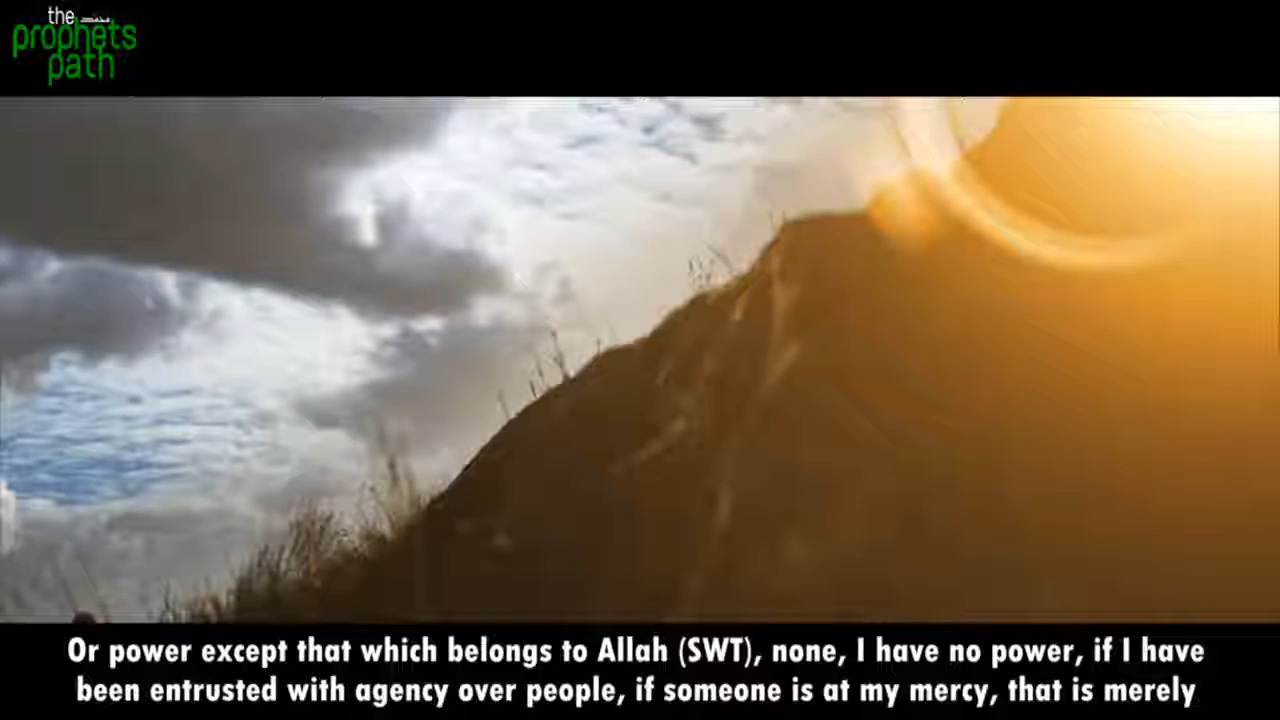 the
prophets
path
Or power except that which belongs to Allah (SWT), none, I have no power, if I have
been entrusted with agency over people, if someone is at my mercy, that is merely